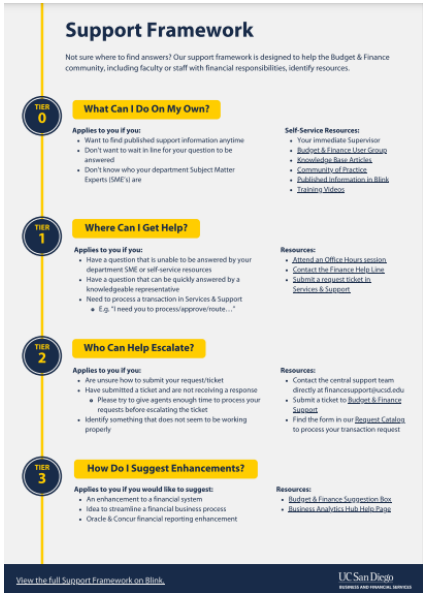 Support Framework
Not sure where to find answers? Our support framework is designed to help the Budget & Finance
community, including faculty or staff with financial responsibilities, identify resources.
TIER
0
What Can I Do On My Own?
Applies to you if you:
• Want to find published support information anytime
• Don't want to wait in line for your question to be
answered
• Don't know who your department Subject Matter
Experts (SME's) are
Self-Service Resources:
• Your immediate Supervisor
• Budget & Finance User Group
• Knowledge Base Articles
• Community of Practice
• Published Information in Blink
• Training Videos
TIER
1
Where Can I Get Help?
Applies to you if you:
• Have a question that is unable to be answered by your
department SME or self-service resources
• Have a question that can be quickly answered by a
knowledgeable representative
• Need to process a transaction in Services & Support
E.g. "I need you to process/approve/route..."
Resources:
• Attend an Office Hours session
• Contact the Finance Help Line
• Submit a request ticket in
Services & Support
TIER
2
Who Can Help Escalate?
Applies to you if you:
• Are unsure how to submit your request/ticket
• Have submitted a ticket and are not receiving a response
Please try to give agents enough time to process your
requests before escalating the ticket
• Identify something that does not seem to be working
properly
Resources:
• Contact the central support team
directly at financesupport@ucsd.edu
• Submit a ticket to Budget & Finance
Support
• Find the form in our Request Catalog
to process your transaction request
TIER
3
How Do I Suggest Enhancements?
Applies to you if you would like to suggest:
• An enhancement to a financial system
• Idea to streamline a financial business process
• Oracle & Concur financial reporting enhancement
Resources:
• Budget & Finance Suggestion Box
• Business Analytics Hub Help Page
View the full Support Framework on Blink.
UC San Diego
BUSINESS AND FINANCIAL SERVICES